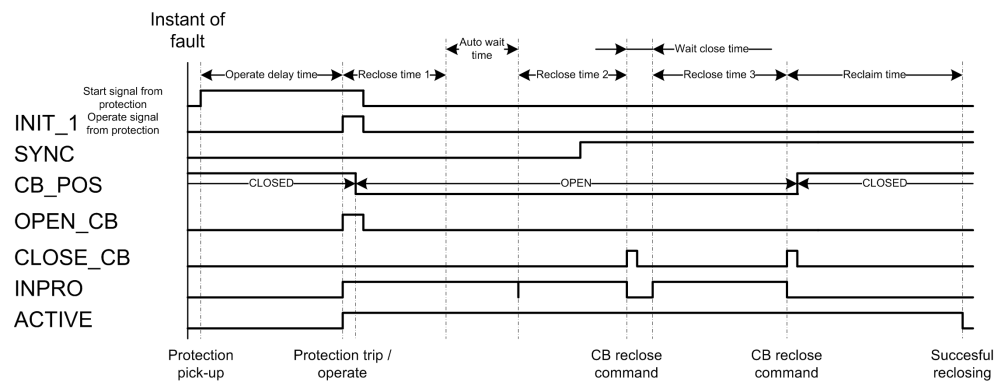 Instant of
fault
Auto wait
time
Wait close time
Operate delay time
Reclose time 1
Reclose time 2
Reclose time 3
Reclaim time
Start signal from
protection
INIT_1
Operate signal
from protection
SYNC
CB_POS
CLOSED
OPEN
CLOSED
OPEN_CB
CLOSE_CB
INPRO
ACTIVE
Protection
pick-up
Protection trip /
operate
CB reclose
command
CB reclose
command
Succesful
reclosing